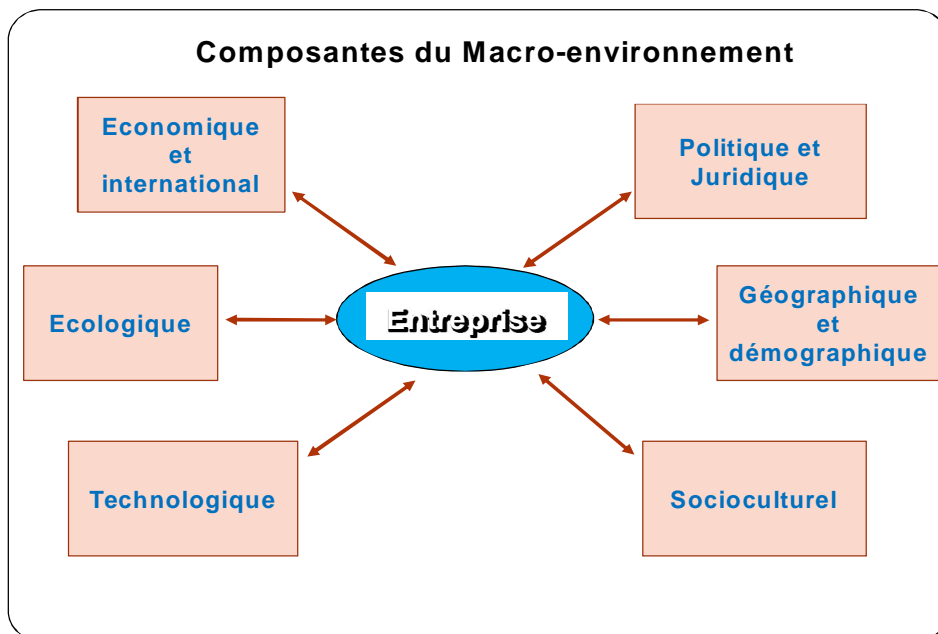 Composantes du Macro-environnement
Economique
et
international
Politique et
Juridique
Ecologique
Entreprise
Géographique
et
démographique
Technologique
Socioculturel